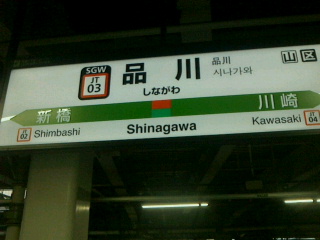 SGW
JT
03
品川
しながわ
品川
시나가와
山 区
新橋
川崎
JT
02
Shimbashi
Shinagawa
Kawasaki
JT
04